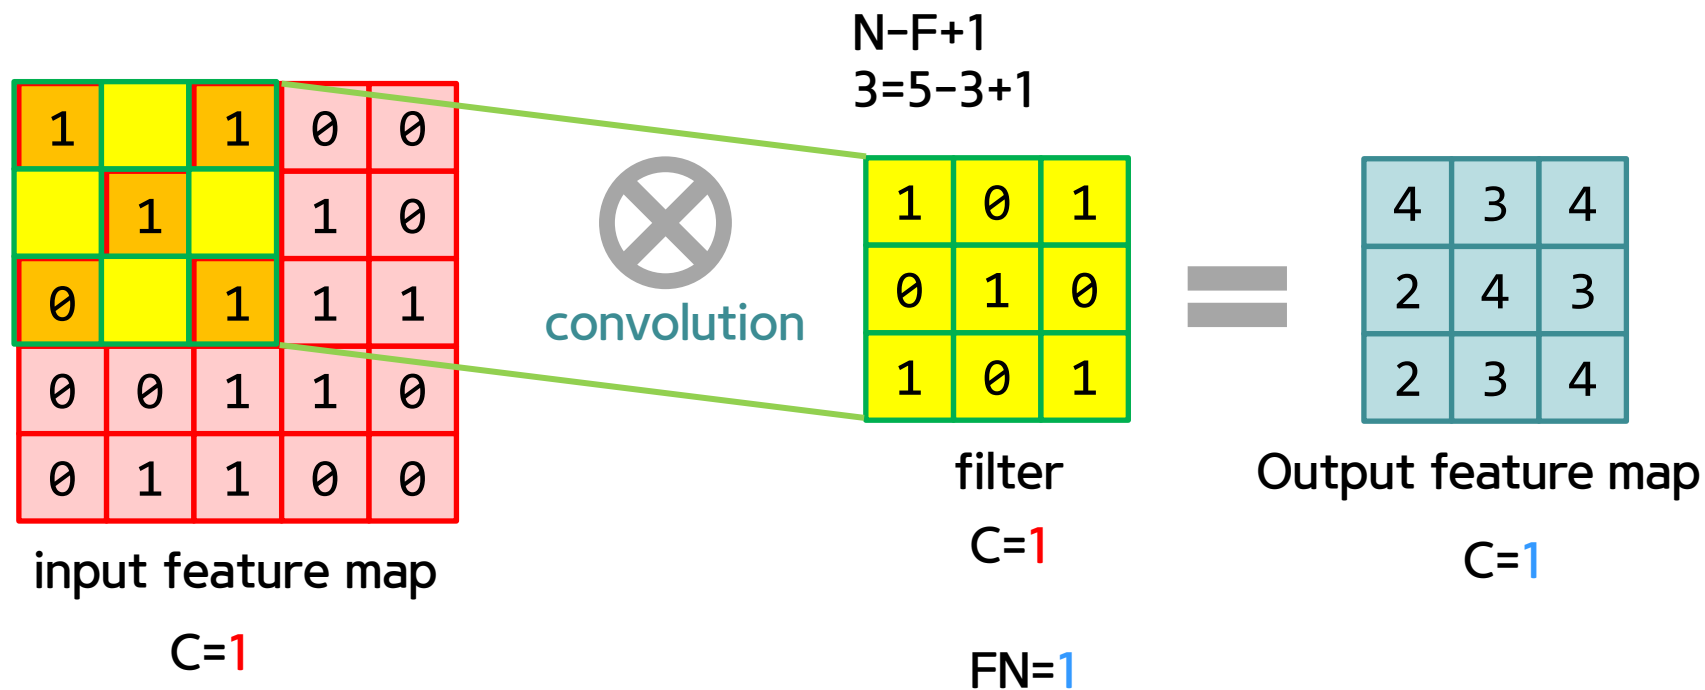 N-F+1
3=5-3+1
1 1 0 0
1 1 0
0 1 1 1
0 0 1 1 0
0 1 1 0 0
input feature map
C=1
convolution
1 0 1
0 1 0
1 0 1
filter
C=1
FN=1
4 3 4
2 4 3
2 3 4
Output feature map
C=1